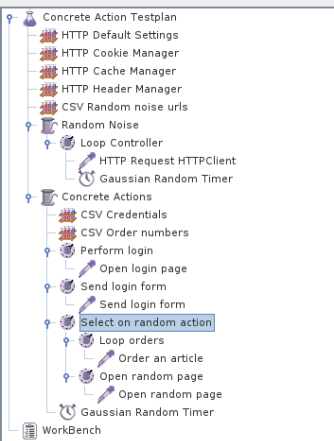 Concrete Action Testplan
HTTP Default Settings
HTTP Cookie Manager
HTTP Cache Manager
HTTP Header Manager
CSV Random noise urls
Random Noise
Loop Controller
HTTP Request HTTPClient
Gaussian Random Timer
Concrete Actions
CSV Credentials
CSV Order numbers
Perform login
Open login page
Send login form
Send login form
Select on random action
Loop orders
Order an article
Open random page
Open random page
Gaussian Random Timer
WorkBench